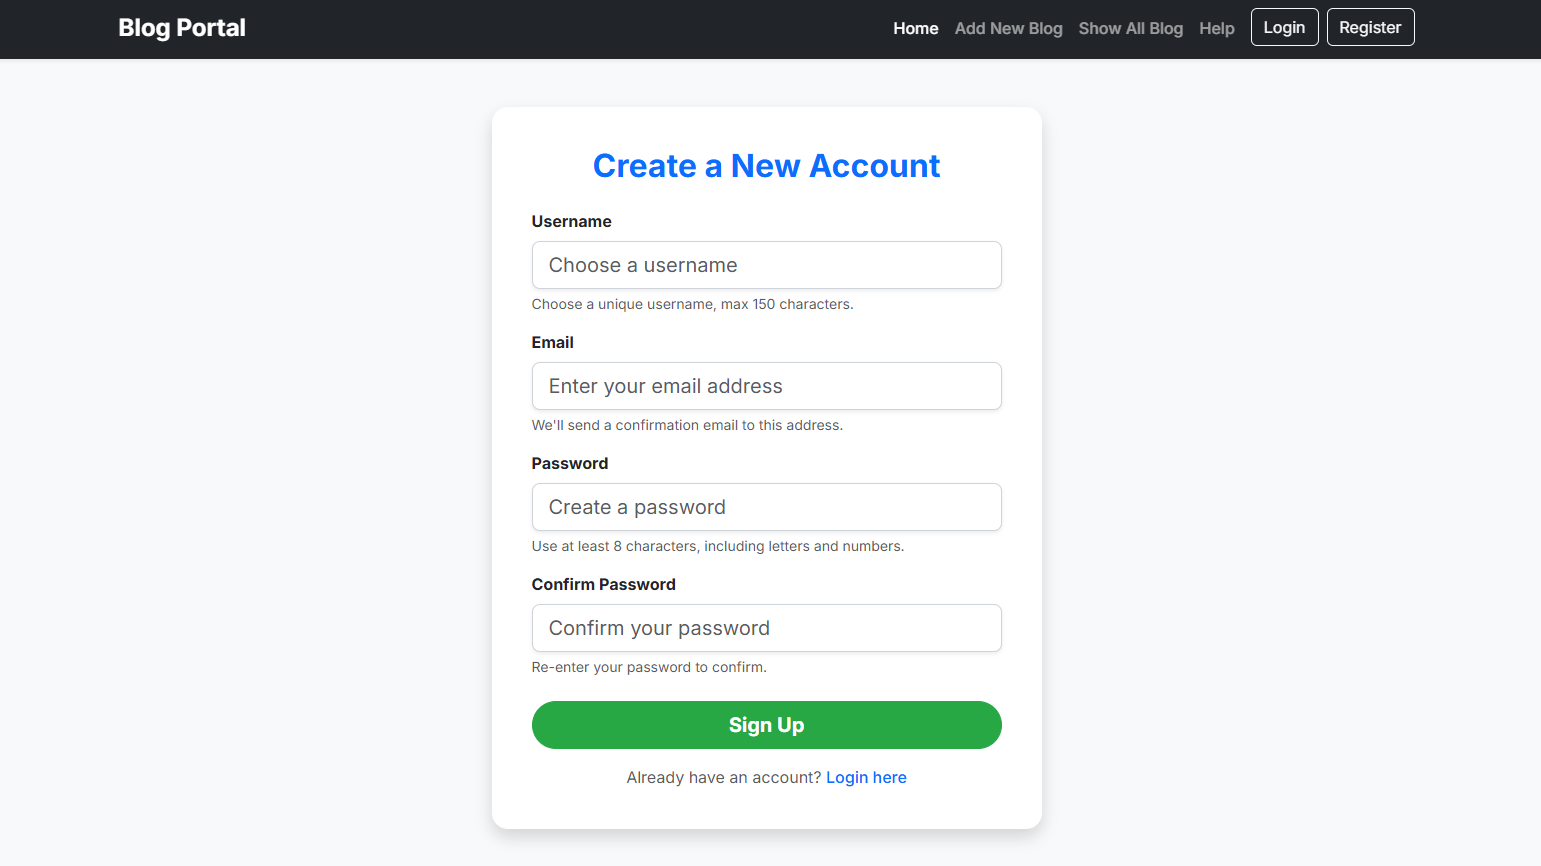 Blog Portal
Home Add New Blog Show All Blog Help Login Register
Create a New Account
Username
Choose a username
Choose a unique username, max 150 characters.
Email
Enter your email address
We'll send a confirmation email to this address.
Password
Create a password
Use at least 8 characters, including letters and numbers.
Confirm Password
Confirm your password
Re-enter your password to confirm.
Sign Up
Already have an account? Login here